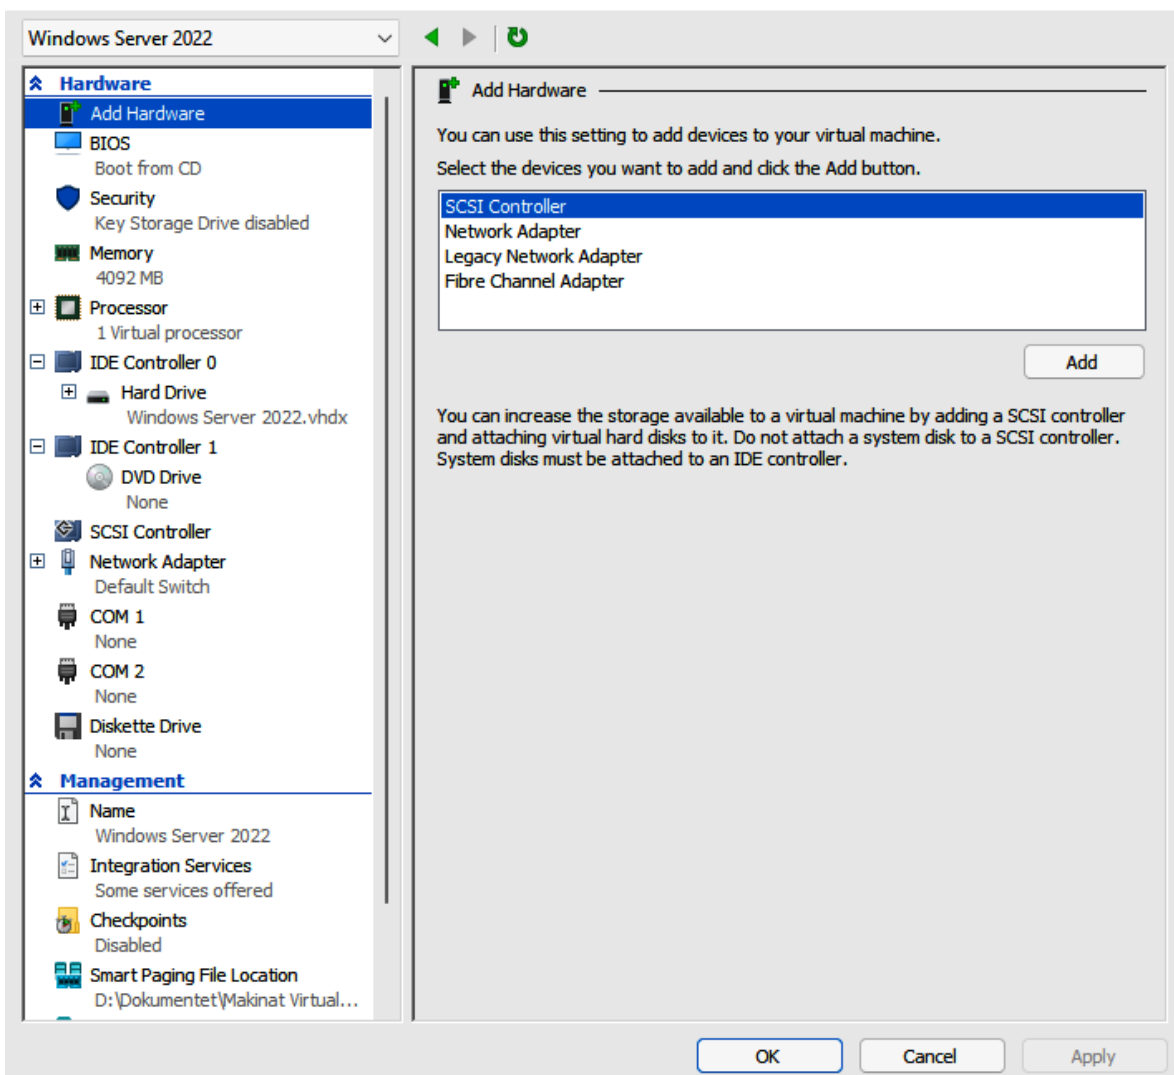 Windows Server 2022
Hardware
Add Hardware
BIOS
Boot from CD
Security
Key Storage Drive disabled
Memory
4092 MB
Processor
1 Virtual processor
IDE Controller 0
Hard Drive
Windows Server 2022.vhdx
IDE Controller 1
DVD Drive
None
SCSI Controller
Network Adapter
Default Switch
COM 1
None
COM 2
None
Diskette Drive
None
Management
Name
Windows Server 2022
Integration Services
Some services offered
Checkpoints
Disabled
Smart Paging File Location
D:\Dokumentet\Makinat Virtual...
Add Hardware
You can use this setting to add devices to your virtual machine.
Select the devices you want to add and click the Add button.
SCSI Controller
Network Adapter
Legacy Network Adapter
Fibre Channel Adapter
Add
You can increase the storage available to a virtual machine by adding a SCSI controller
and attaching virtual hard disks to it. Do not attach a system disk to a SCSI controller.
System disks must be attached to an IDE controller.
OK
Cancel
Apply